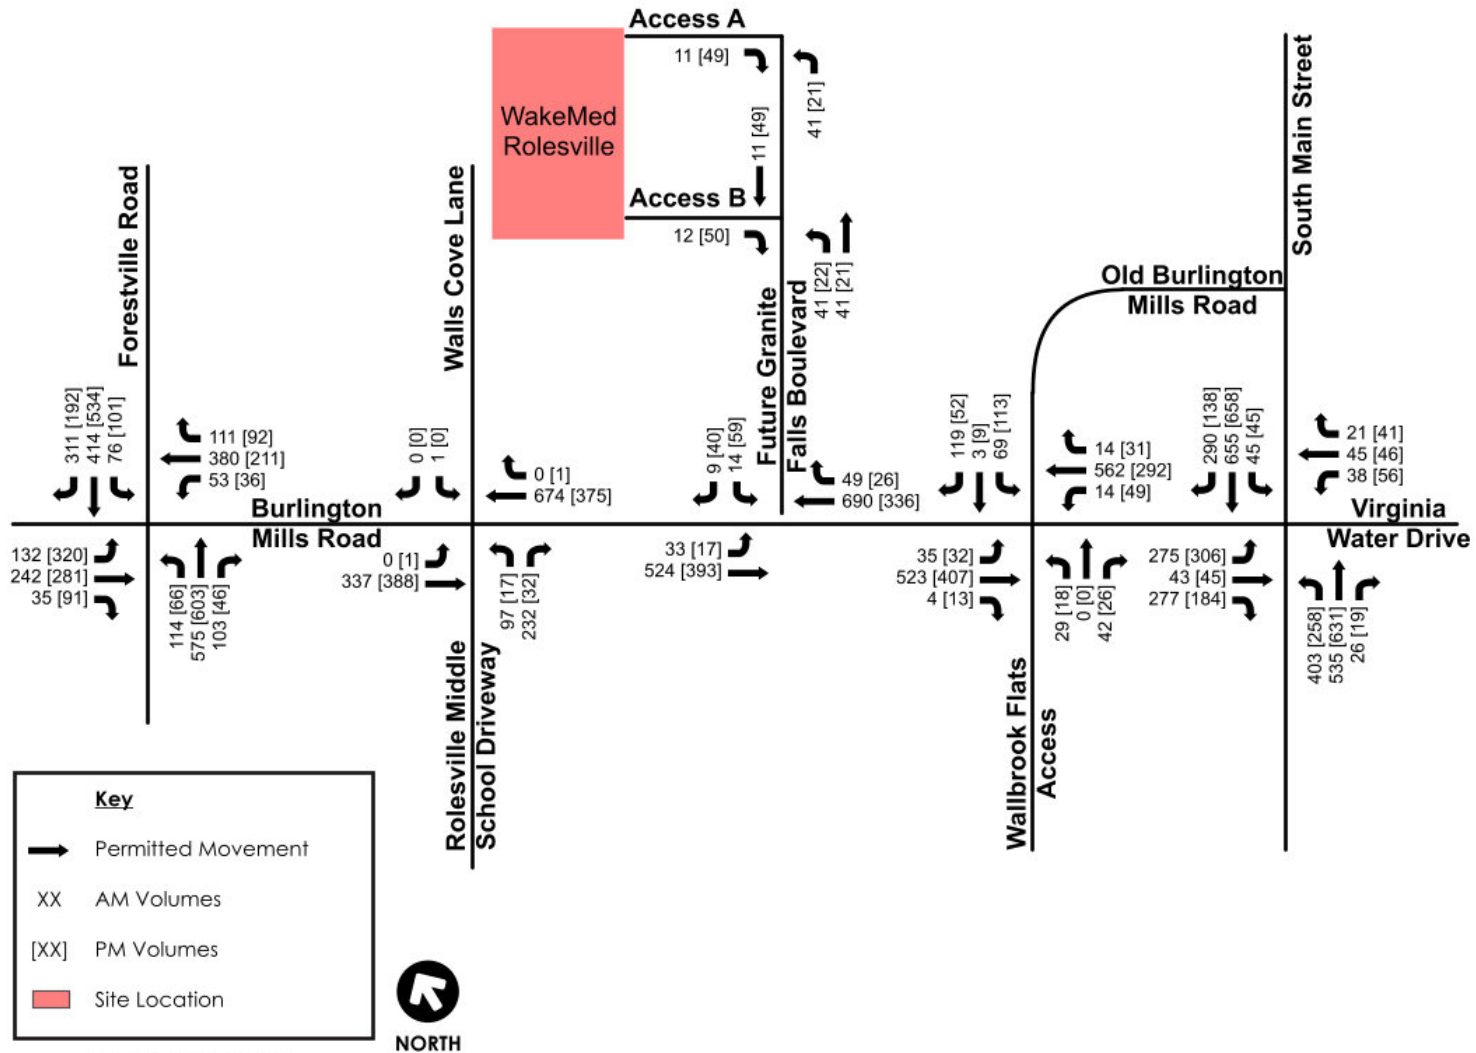 Access A
11 [49]
41 [21]
WakeMed
Rolesville
11 [49]
Access B
12 [50]
41 [22]
41 [21]
Forestville Road
Walls Cove Lane
Future Granite
Falls Boulevard
South Main Street
Old Burlington
Mills Road
311 [192]
414 [534]
76 [101]
111 [92]
380 [211]
53 [36]
0 [0]
1 [0]
0 [1]
674 [375]
9 [40]
14 [59]
49 [26]
690 [336]
119 [52]
3 [9]
69 [113]
14 [31]
562 [292]
14 [49]
290 [138]
655 [658]
45 [45]
21 [41]
45 [46]
38 [56]
Burlington
Mills Road
Virginia
Water Drive
132 [320]
242 [281]
35 [91]
114 [66]
575 [603]
103 [46]
0 [1]
337 [388]
97 [17]
232 [32]
33 [17]
524 [393]
35 [32]
523 [407]
4 [13]
29 [18]
0 [0]
42 [26]
275 [306]
43 [45]
277 [184]
403 [258]
535 [631]
26 [19]
Rolesville Middle
School Driveway
Wallbrook Flats
Access
Key
Permitted Movement
XX AM Volumes
[XX] PM Volumes
Site Location
NORTH